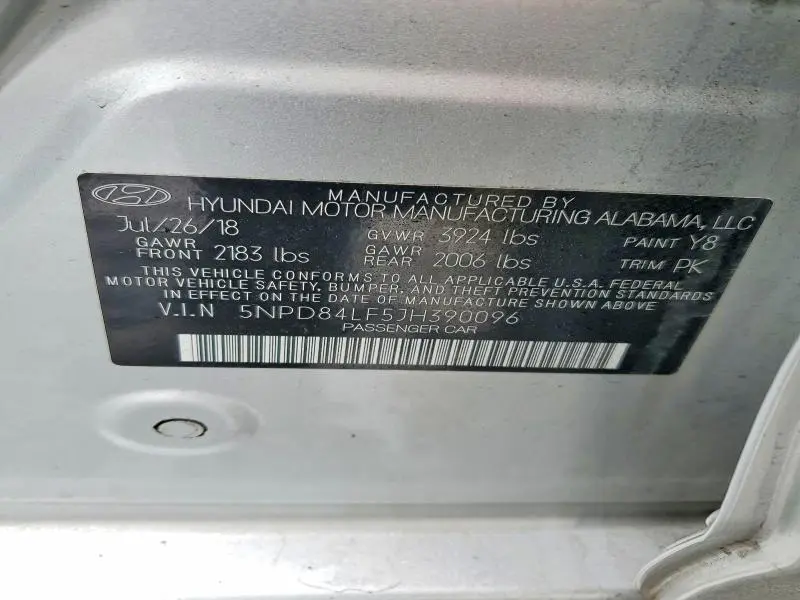 MANUFACTURED BY
HYUNDAI MOTOR MANUFACTURING ALABAMA, LLC
Jul/26/18 GVWR 3924 lbs PAINT Y8
GAWR FRONT 2183 lbs GAWR REAR 2006 lbs TRIM PK
THIS VEHICLE CONFORMS TO ALL APPLICABLE U.S.A. FEDERAL
MOTOR VEHICLE SAFETY, BUMPER, AND THEFT PREVENTION STANDARDS
IN EFFECT ON THE DATE OF MANUFACTURE SHOWN ABOVE
V.I.N 5NPD84LF5JH390096
PASSENGER CAR